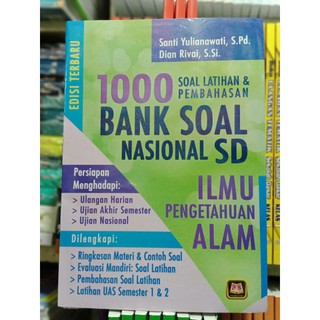 Santi Yulianawati, S.Pd.
Dian Rivai, S.Si.
EDISI TERBARU
1000 SOAL LATIHAN &
PEMBAHASAN
BANK SOAL
NASIONAL SD
ILMU
PENGETAHUAN
ALAM
Persiapan
Menghadapi:
> Ulangan Harian
> Ujian Akhir Semester
> Ujian Nasional
Dilengkapi:
> Ringkasan Materi & Contoh Soal
> Evaluasi Mandiri: Soal Latihan
> Pembahasan Soal Latihan
> Latihan UAS Semester 1 & 2